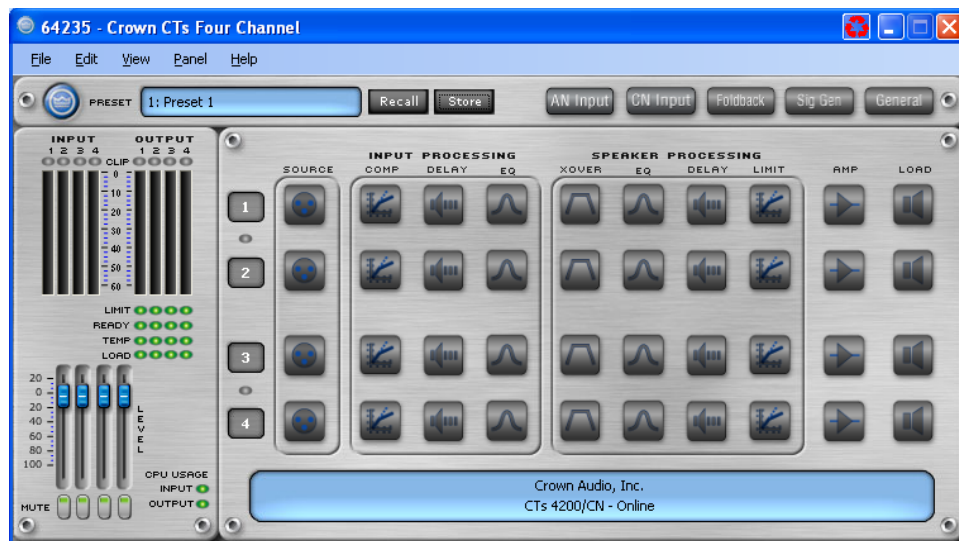 64235 - Crown CTs Four Channel
File Edit View Panel Help
PRESET 1: Preset 1 Recall Store AN Input CN Input Foldback Sig Gen General
INPUT OUTPUT
1 2 3 4 1 2 3 4
CLIP
0
10
20
30
40
50
60
LIMIT
READY
TEMP
LOAD
20
0
20
40
60
80
100
LEVEL
CPU USAGE
INPUT
OUTPUT
MUTE
INPUT PROCESSING SPEAKER PROCESSING
SOURCE COMP DELAY EQ XOVER EQ DELAY LIMIT AMP LOAD
1
2
3
4
Crown Audio, Inc.
CTs 4200/CN - Online